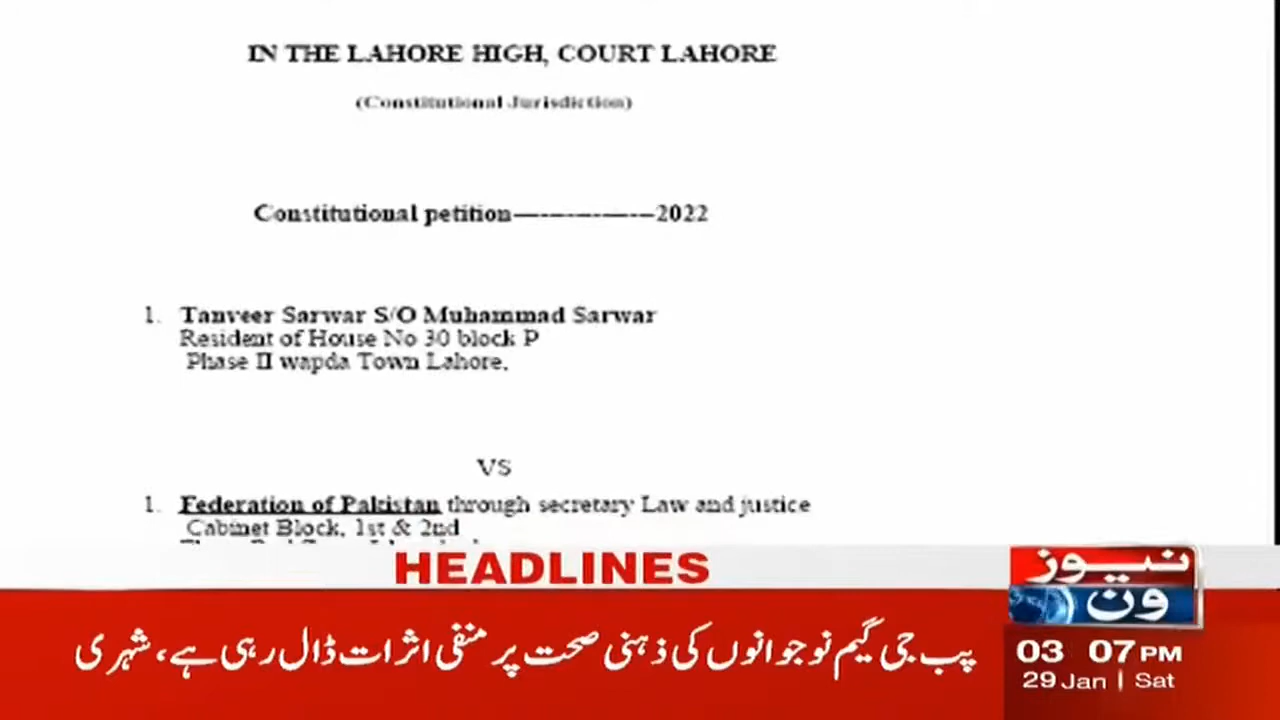 IN THE LAHORE HIGH, COURT LAHORE
(Constitutional Jurisdiction)
Constitutional petition—-—-—-—-—--2022
1. Tanveer Sarwar S/O Muhammad Sarwar
Resident of House No 30 block P
Phase II wapda Town Lahore.
VS
1. Federation of Pakistan through secretary Law and justice
Cabinet Block, 1st & 2nd
HEADLINES
نیوز
ون
پب جی گیم نوجوانوں کی ذہنی صحت پر منفی اثرات ڈال رہی ہے، شہری
03 07 PM
29 Jan | Sat